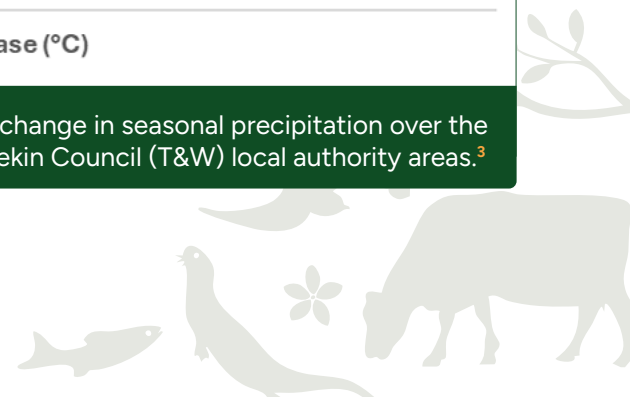 ase (°C)
change in seasonal precipitation over the
ekin Council (T&W) local authority areas.³